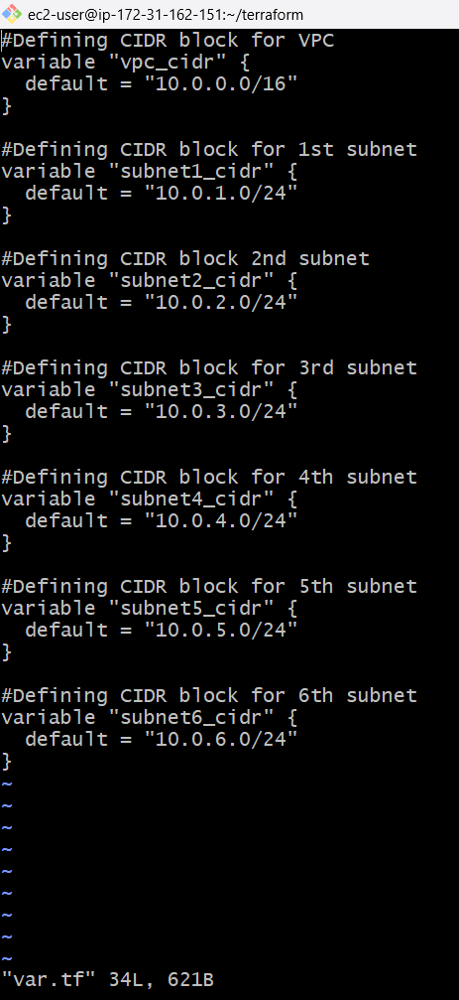 ec2-user@ip-172-31-162-151:~/terraform
#Defining CIDR block for VPC
variable "vpc_cidr" {
  default = "10.0.0.0/16"
}

#Defining CIDR block for 1st subnet
variable "subnet1_cidr" {
  default = "10.0.1.0/24"
}

#Defining CIDR block 2nd subnet
variable "subnet2_cidr" {
  default = "10.0.2.0/24"
}

#Defining CIDR block for 3rd subnet
variable "subnet3_cidr" {
  default = "10.0.3.0/24"
}

#Defining CIDR block for 4th subnet
variable "subnet4_cidr" {
  default = "10.0.4.0/24"
}

#Defining CIDR block for 5th subnet
variable "subnet5_cidr" {
  default = "10.0.5.0/24"
}

#Defining CIDR block for 6th subnet
variable "subnet6_cidr" {
  default = "10.0.6.0/24"
}
~
~
~
~
~
~
~
~
~
"var.tf" 34L, 621B